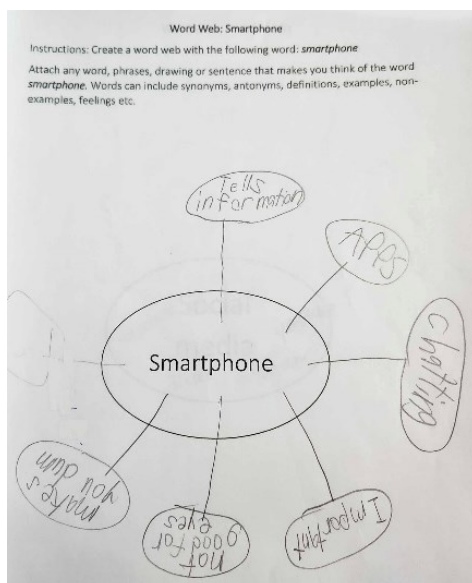 Word Web: Smartphone
Instructions: Create a word web with the following word: smartphone
Attach any word, phrases, drawing or sentence that makes you think of the word
smartphone. Words can include synonyms, antonyms, definitions, examples, non-
examples, feelings etc.
Tells
information
APPS
chatting
Smartphone
Important
not
good for
eyes
makes
you dum